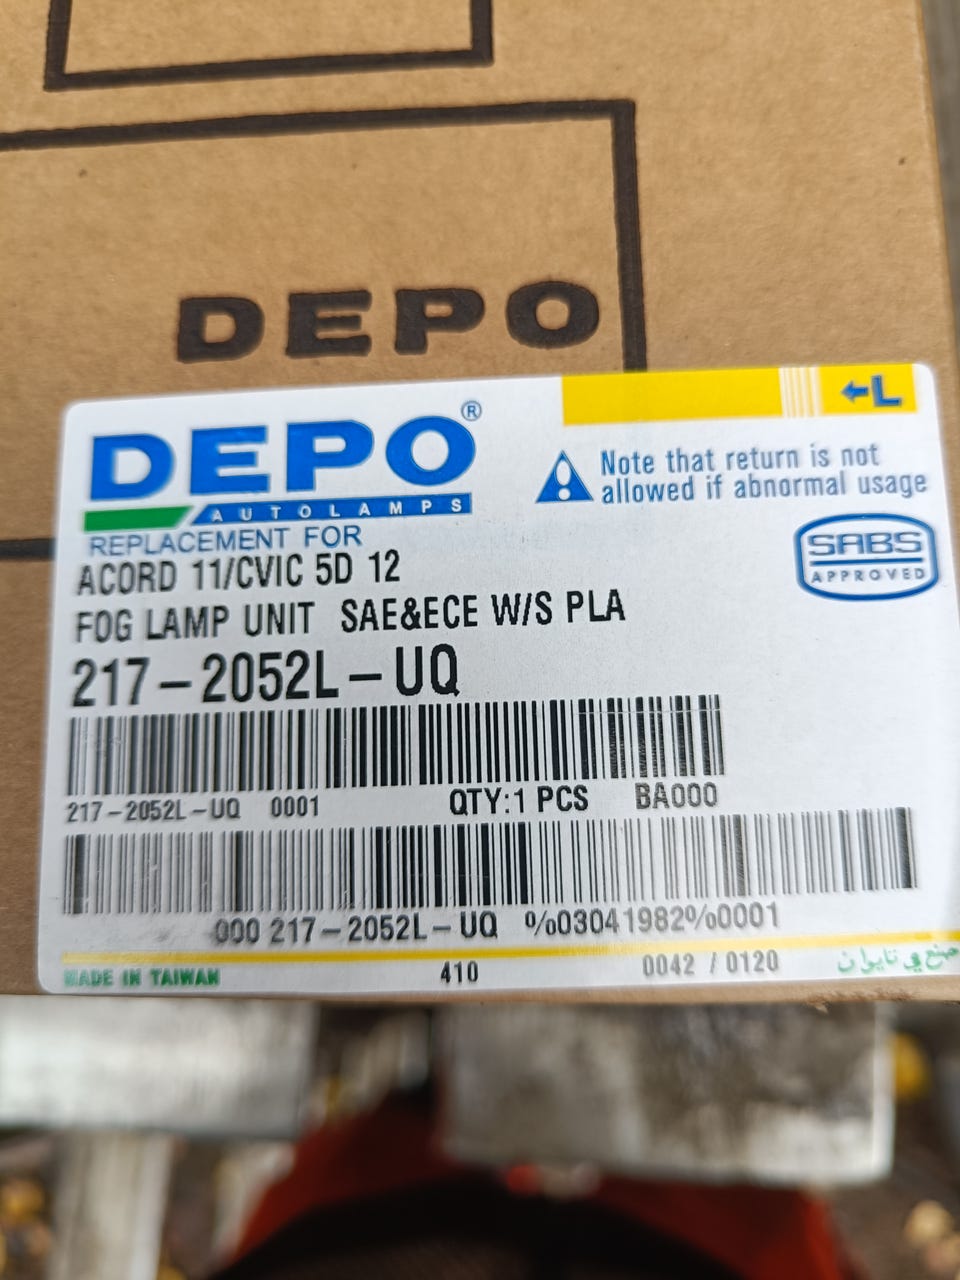 DEPO
DEPO®
AUTOLAMPS
L
Note that return is not
allowed if abnormal usage
SABS
APPROVED
REPLACEMENT FOR
ACORD 11/CVIC 5D 12
FOG LAMP UNIT SAE&ECE W/S PLA
217-2052L-UQ
217-2052L-UQ 0001 QTY:1 PCS BA000
000 217-2052L-UQ %03041982%0001
MADE IN TAIWAN 410 0042 / 0120 صنع في تايوان